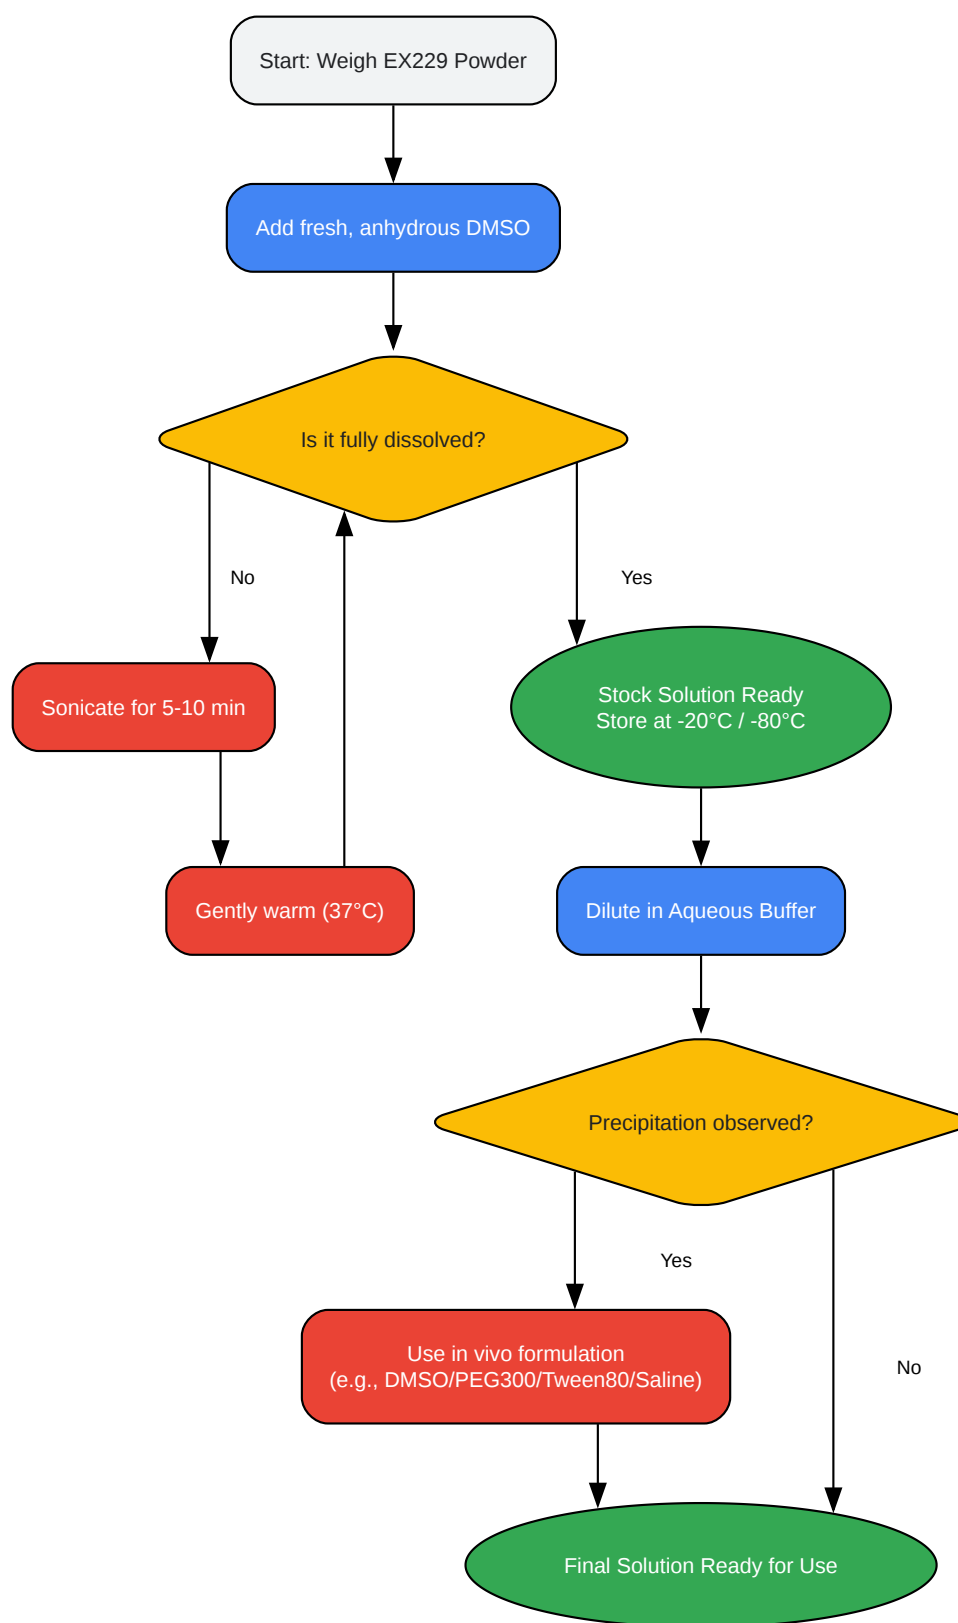 Start: Weigh EX229 Powder
Add fresh, anhydrous DMSO
Is it fully dissolved?
No
Yes
Sonicate for 5-10 min
Stock Solution Ready
Store at -20°C / -80°C
Gently warm (37°C)
Dilute in Aqueous Buffer
Precipitation observed?
Yes
Use in vivo formulation
(e.g., DMSO/PEG300/Tween80/Saline)
No
Final Solution Ready for Use